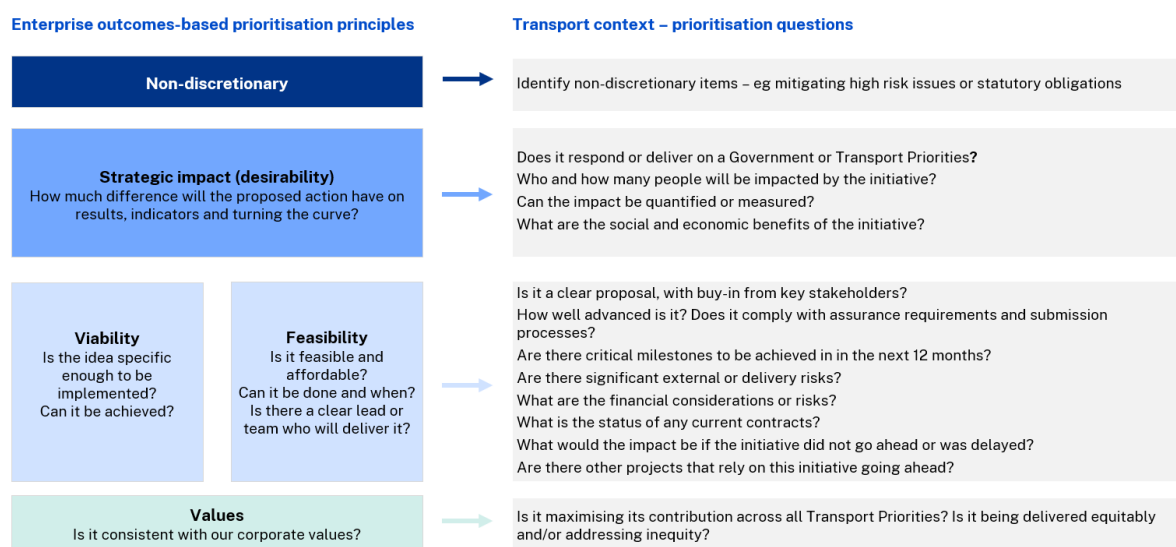 Enterprise outcomes-based prioritisation principles
Transport context – prioritisation questions
Non-discretionary
Identify non-discretionary items – eg mitigating high risk issues or statutory obligations
Strategic impact (desirability)
How much difference will the proposed action have on
results, indicators and turning the curve?
Does it respond or deliver on a Government or Transport Priorities?
Who and how many people will be impacted by the initiative?
Can the impact be quantified or measured?
What are the social and economic benefits of the initiative?
Viability
Is the idea specific
enough to be
implemented?
Can it be achieved?
Feasibility
Is it feasible and
affordable?
Can it be done and when?
Is there a clear lead or
team who will deliver it?
Is it a clear proposal, with buy-in from key stakeholders?
How well advanced is it? Does it comply with assurance requirements and submission
processes?
Are there critical milestones to be achieved in in the next 12 months?
Are there significant external or delivery risks?
What are the financial considerations or risks?
What is the status of any current contracts?
What would the impact be if the initiative did not go ahead or was delayed?
Are there other projects that rely on this initiative going ahead?
Values
Is it consistent with our corporate values?
Is it maximising its contribution across all Transport Priorities? Is it being delivered equitably
and/or addressing inequity?